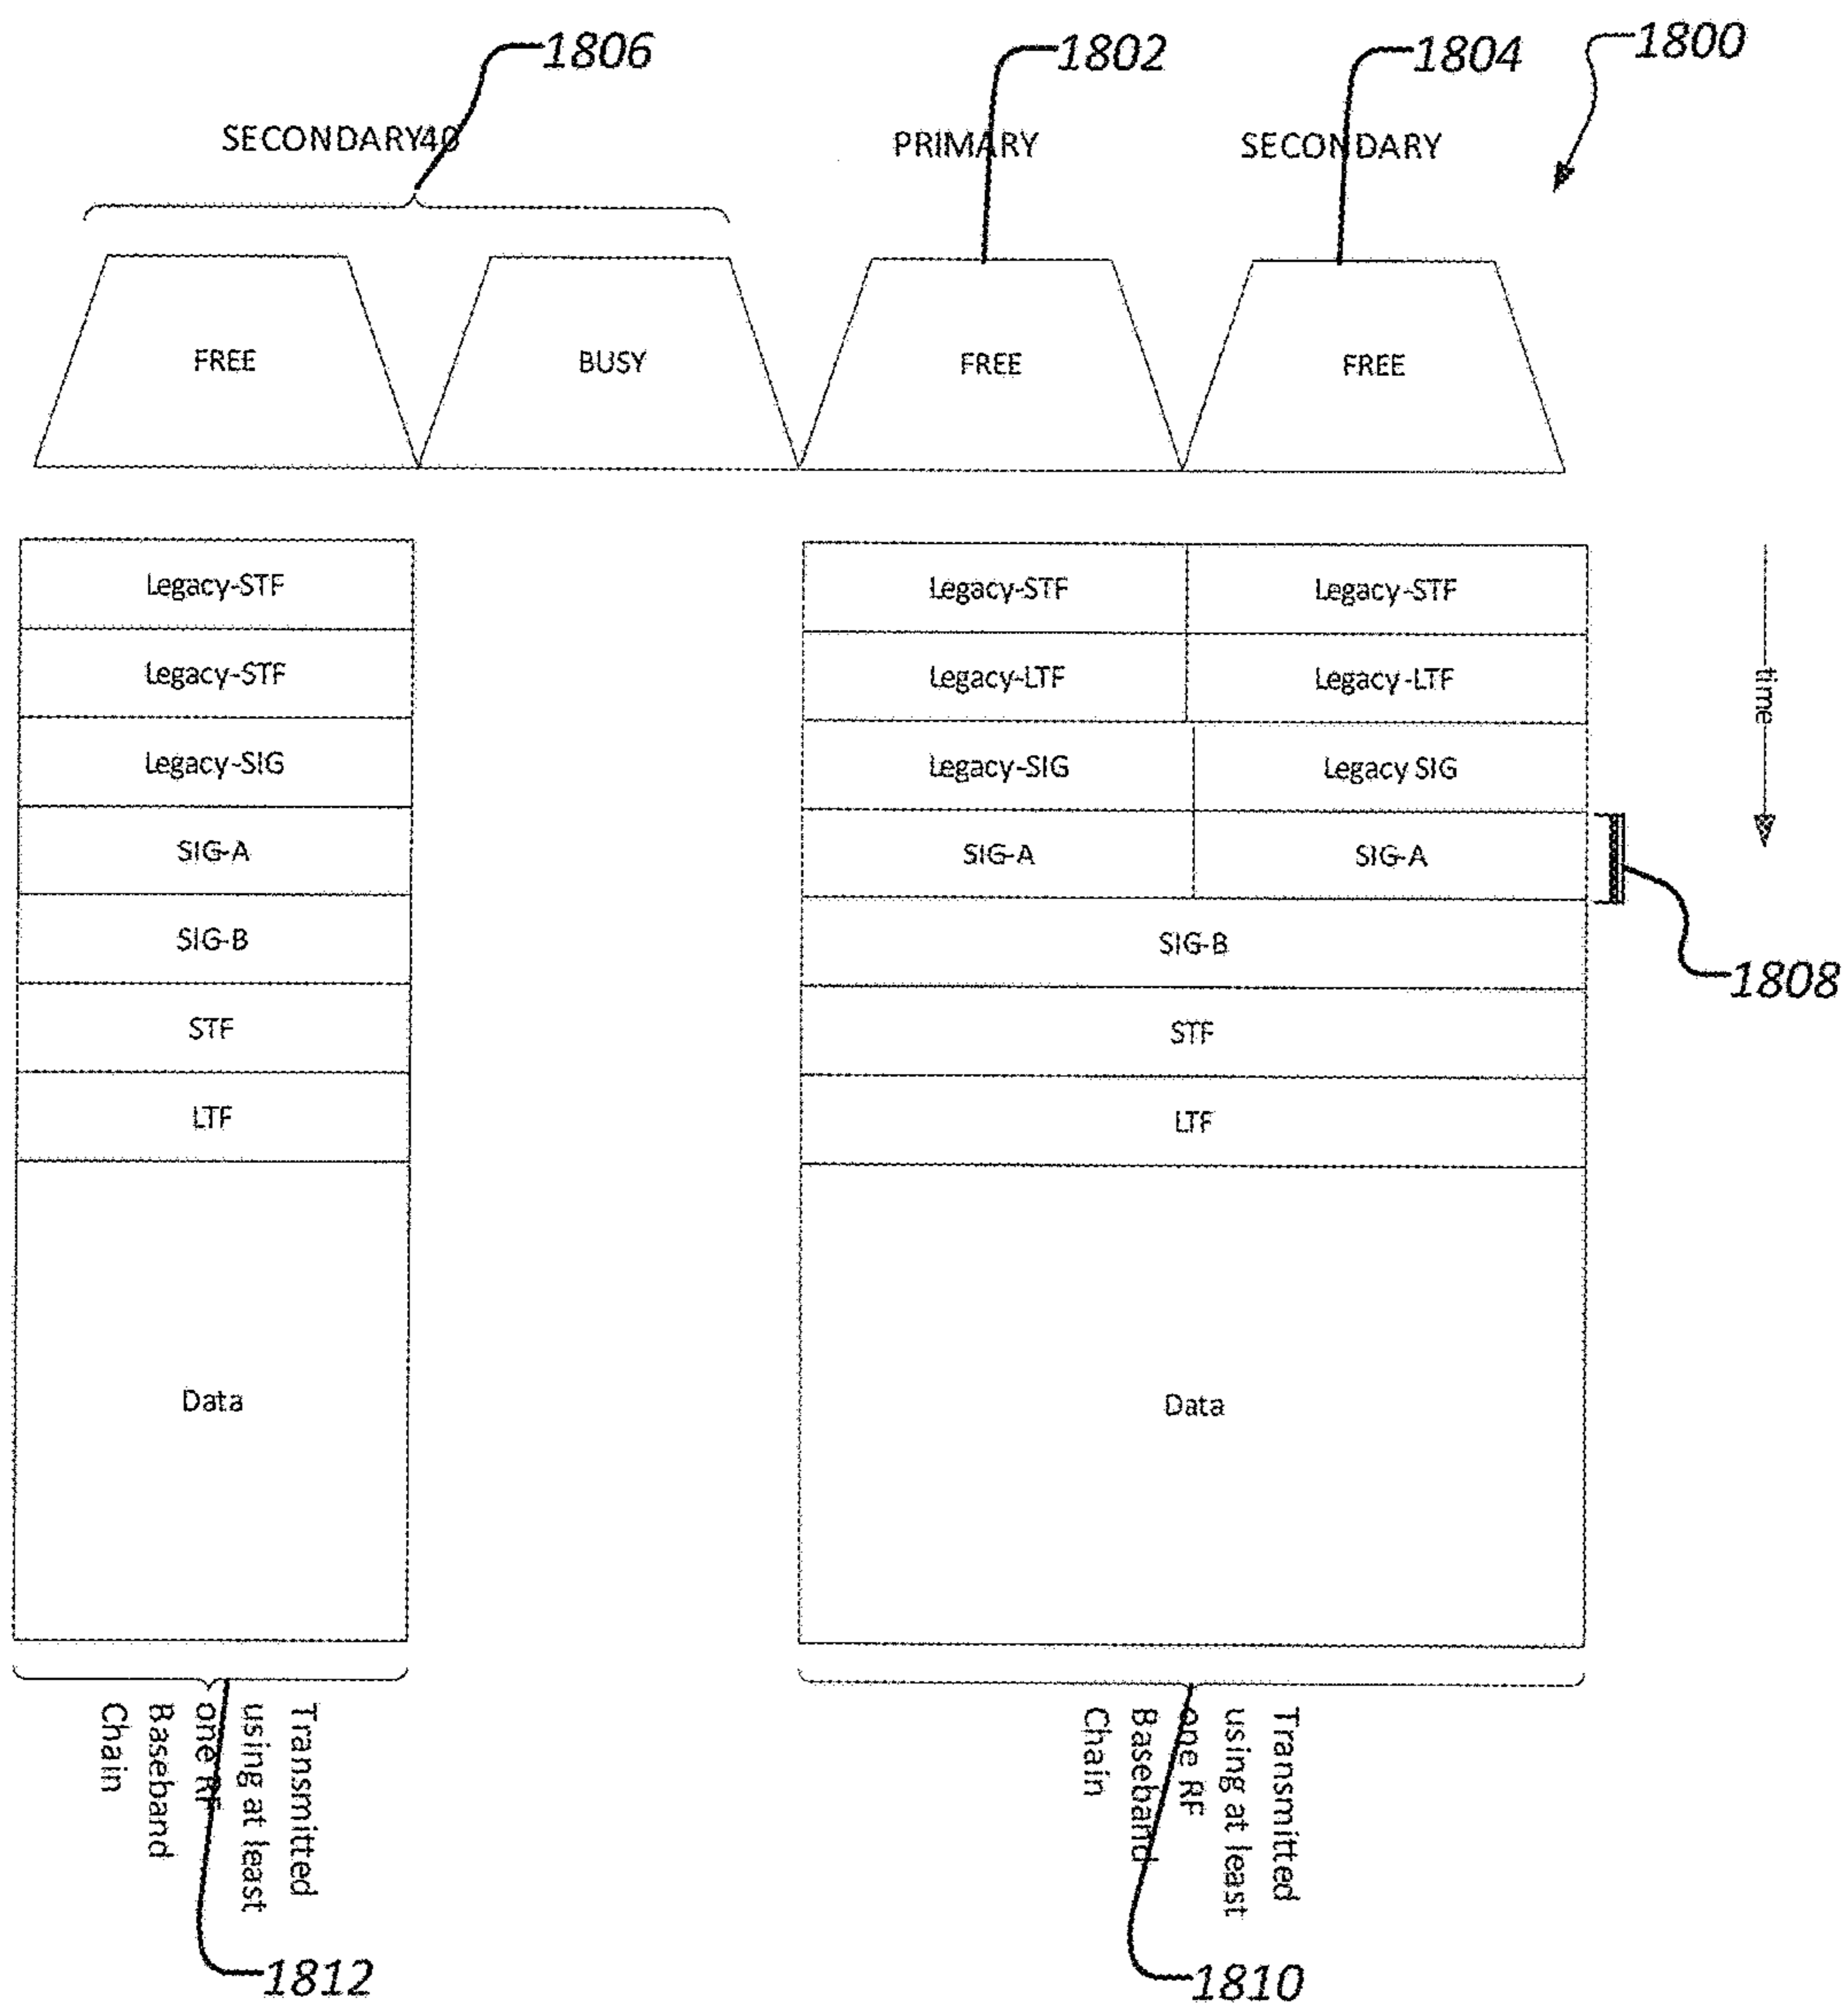 1806
1802
1804
1800
SECONDARY40
PRIMARY
SECONDARY
FREE
BUSY
FREE
FREE
Legacy-STF
Legacy-STF
Legacy-SIG
SIG-A
SIG-B
STF
LTF
Data
Legacy-STF
Legacy-STF
Legacy-LTF
Legacy-LTF
Legacy-SIG
Legacy SIG
SIG-A
SIG-A
SIG-B
STF
LTF
Data
time
1808
Transmitted
using at least
one RF
Baseband
Chain
1812
Transmitted
using at least
one RF
Baseband
Chain
1810